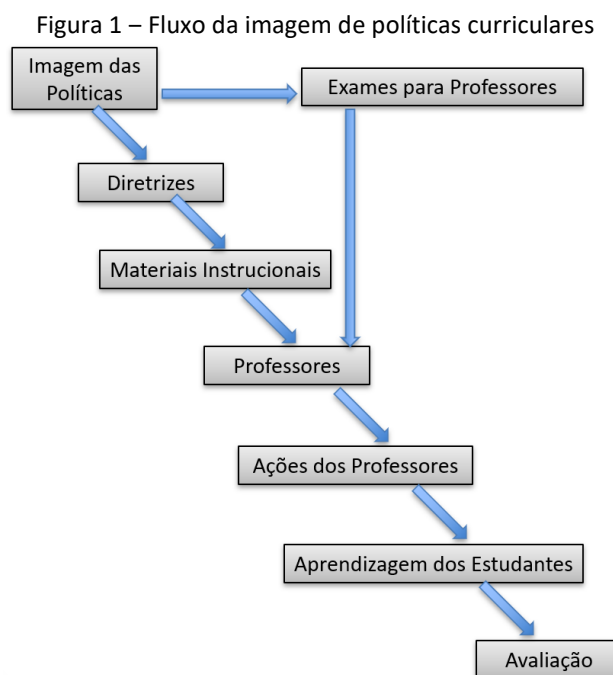 Figura 1 – Fluxo da imagem de políticas curriculares
Imagem das
Políticas
Exames para Professores
Diretrizes
Materiais Instrucionais
Professores
Ações dos Professores
Aprendizagem dos Estudantes
Avaliação